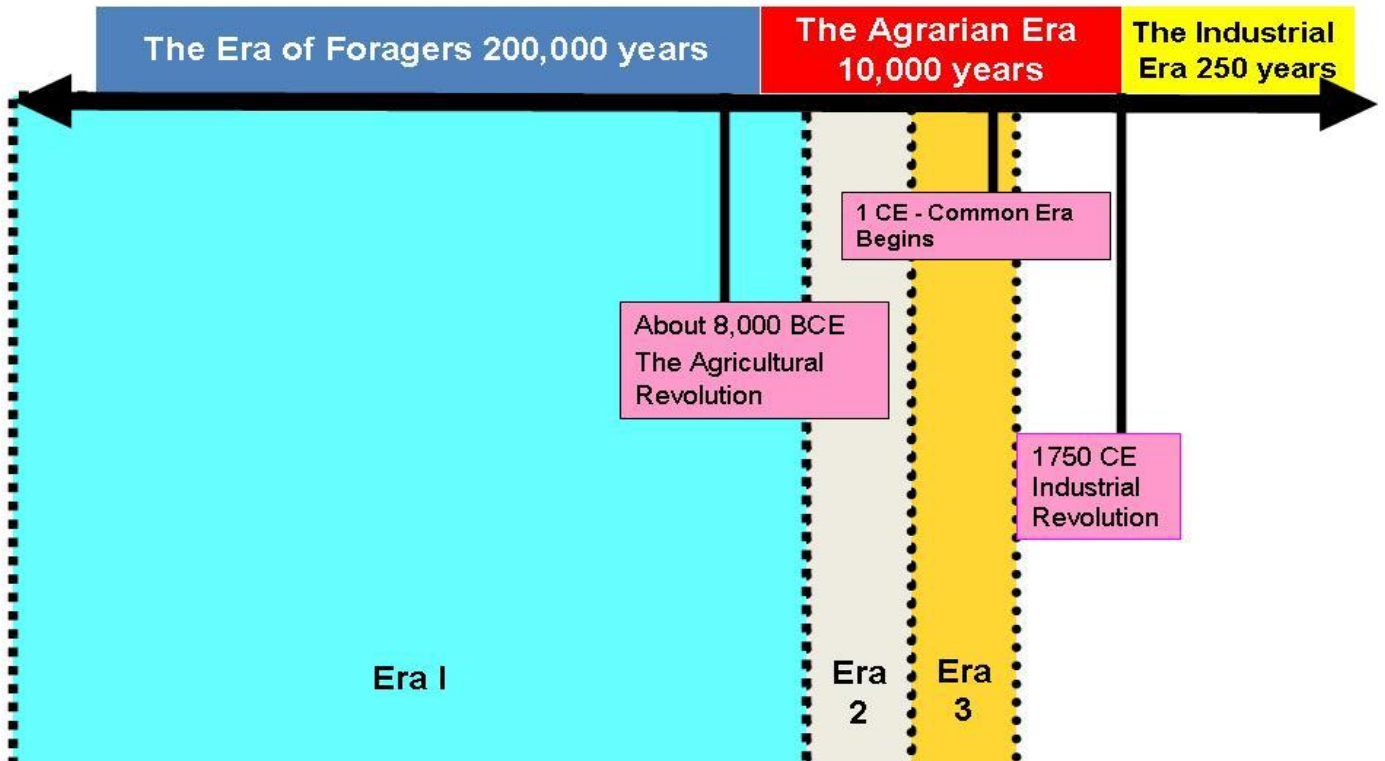 The Era of Foragers 200,000 years
The Agrarian Era
10,000 years
The Industrial
Era 250 years
1 CE - Common Era
Begins
About 8,000 BCE
The Agricultural
Revolution
1750 CE
Industrial
Revolution
Era I
Era
2
Era
3